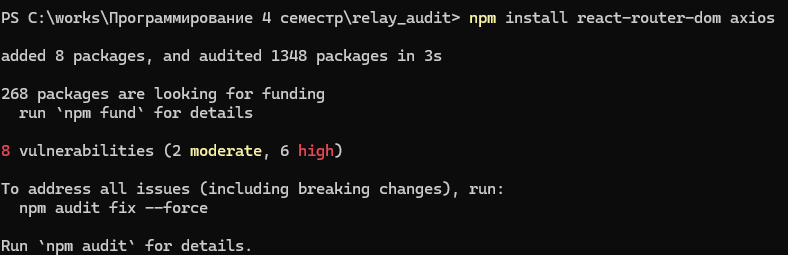 PS C:\works\Программирование 4 семестр\relay_audit> npm install react-router-dom axios
added 8 packages, and audited 1348 packages in 3s
268 packages are looking for funding
  run `npm fund` for details
8 vulnerabilities (2 moderate, 6 high)
To address all issues (including breaking changes), run:
  npm audit fix --force
Run `npm audit` for details.